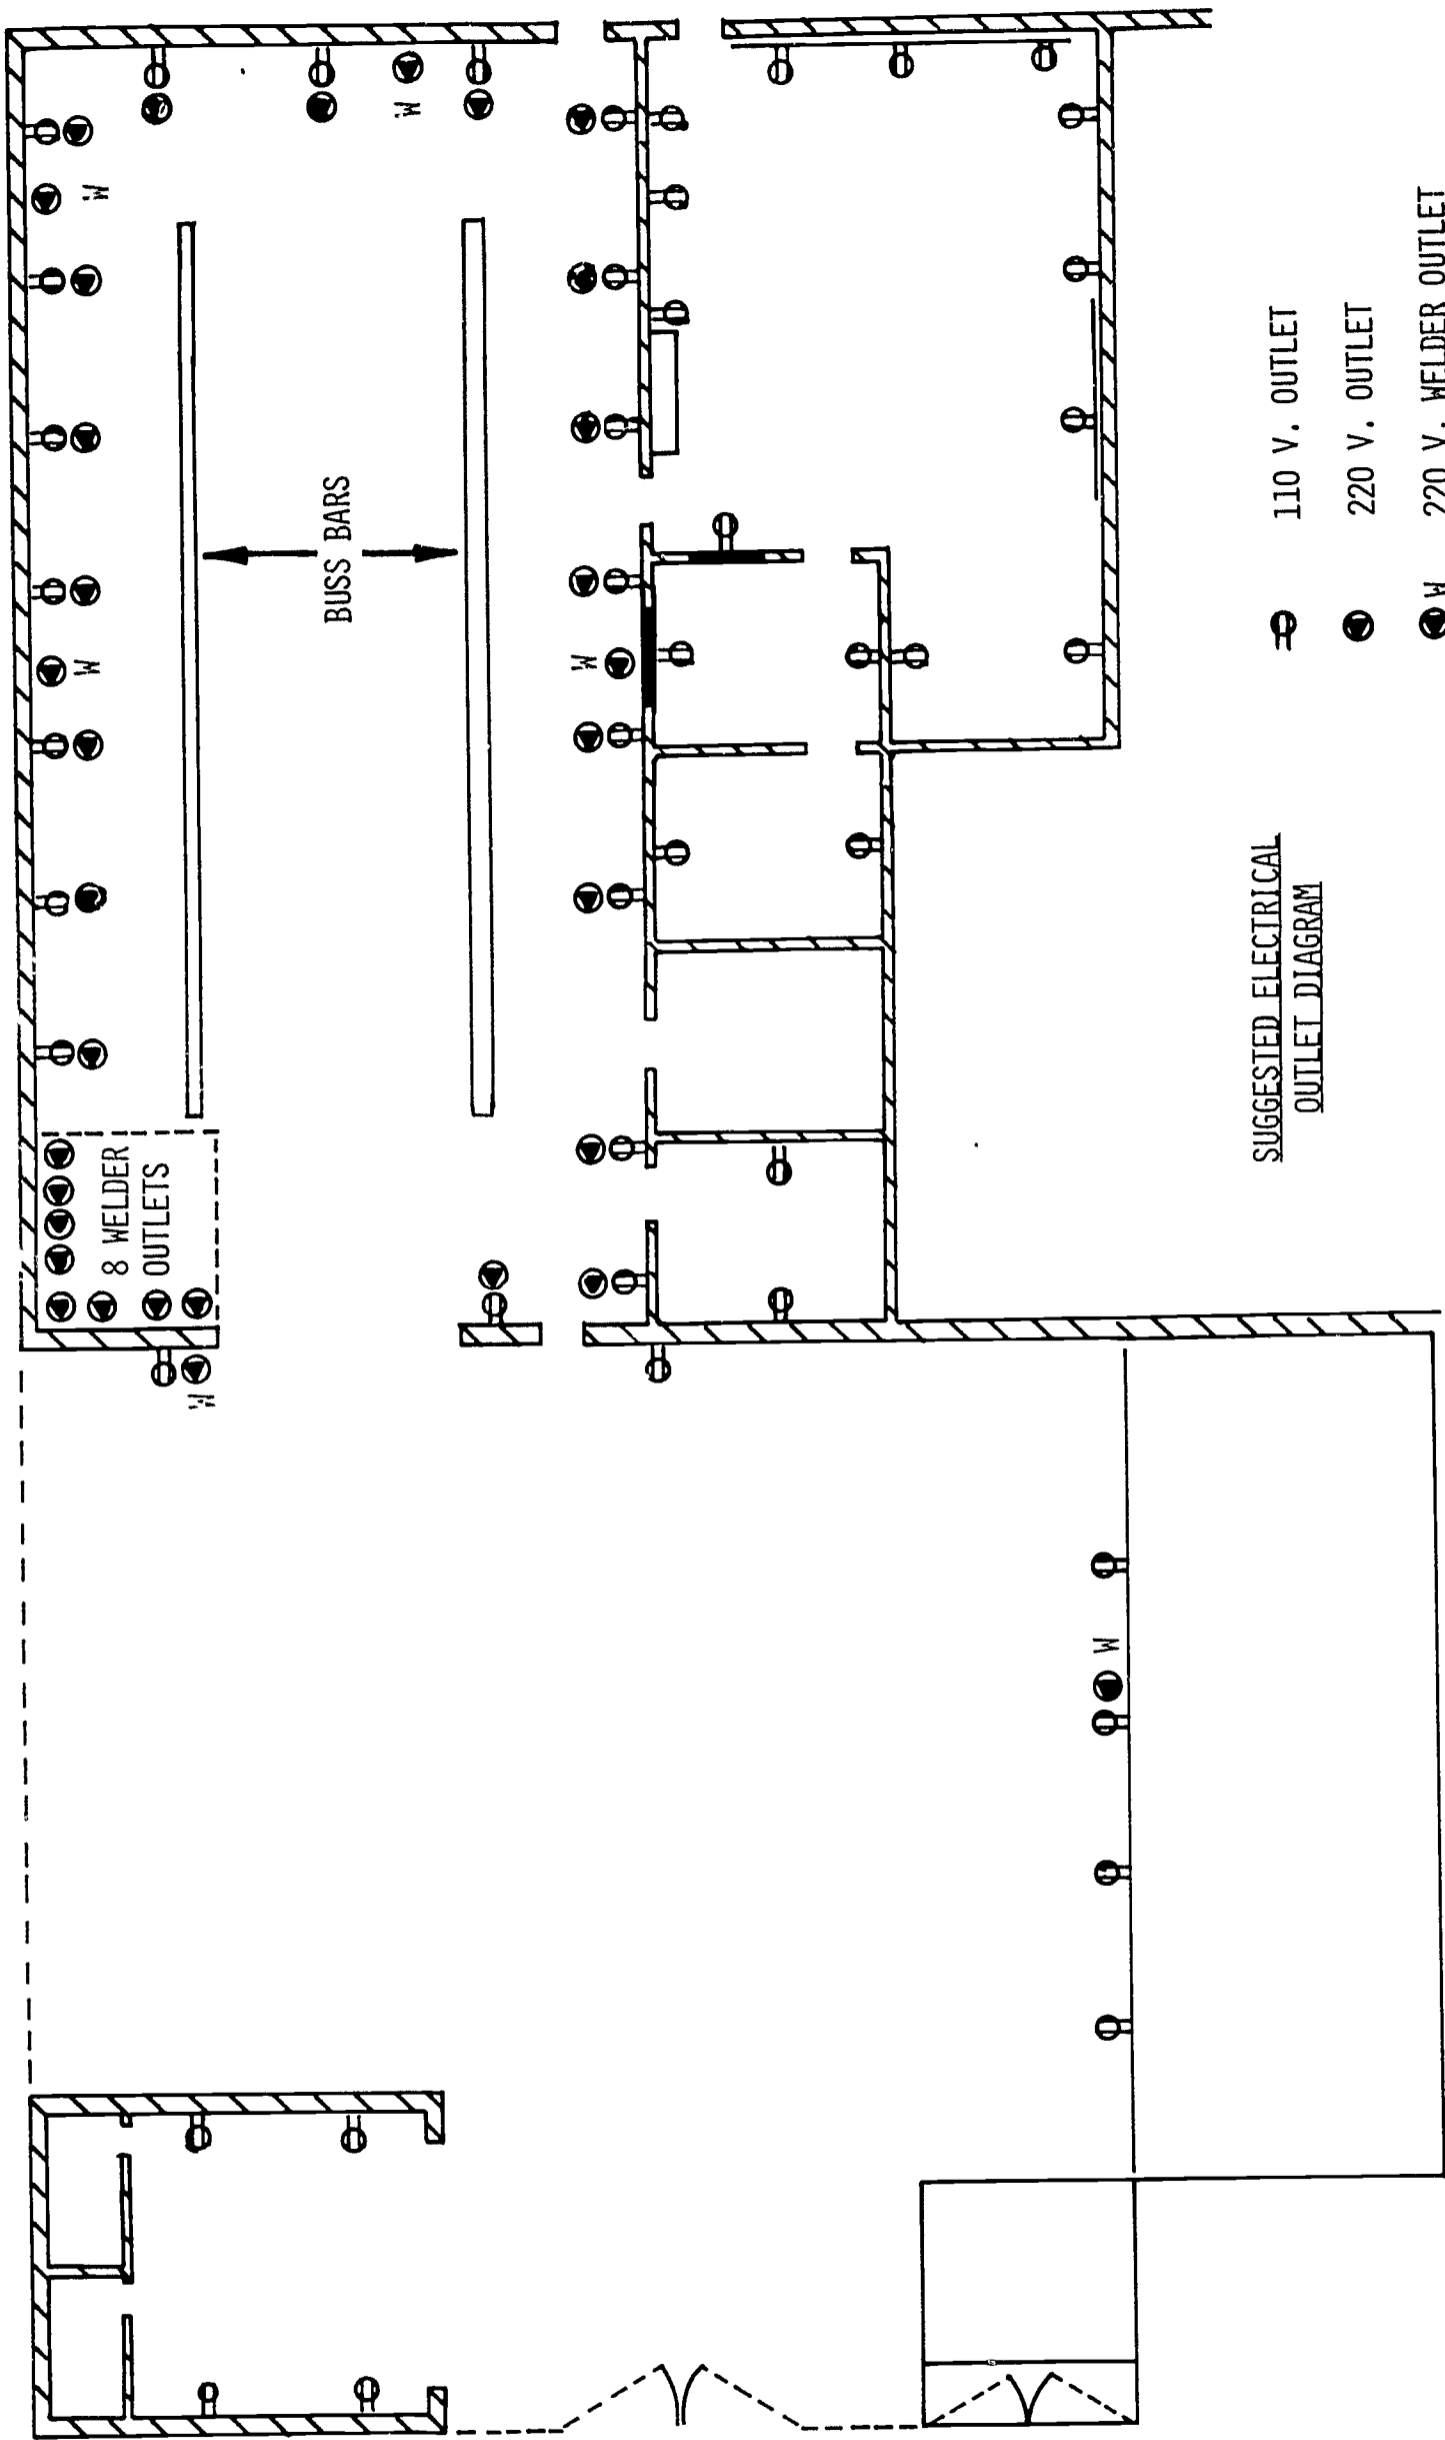 W
W
W
BUSS BARS
W
8 WELDER
OUTLETS
W
W
SUGGESTED ELECTRICAL
OUTLET DIAGRAM
110 V. OUTLET
220 V. OUTLET
W 220 V. WELDER OUTLET